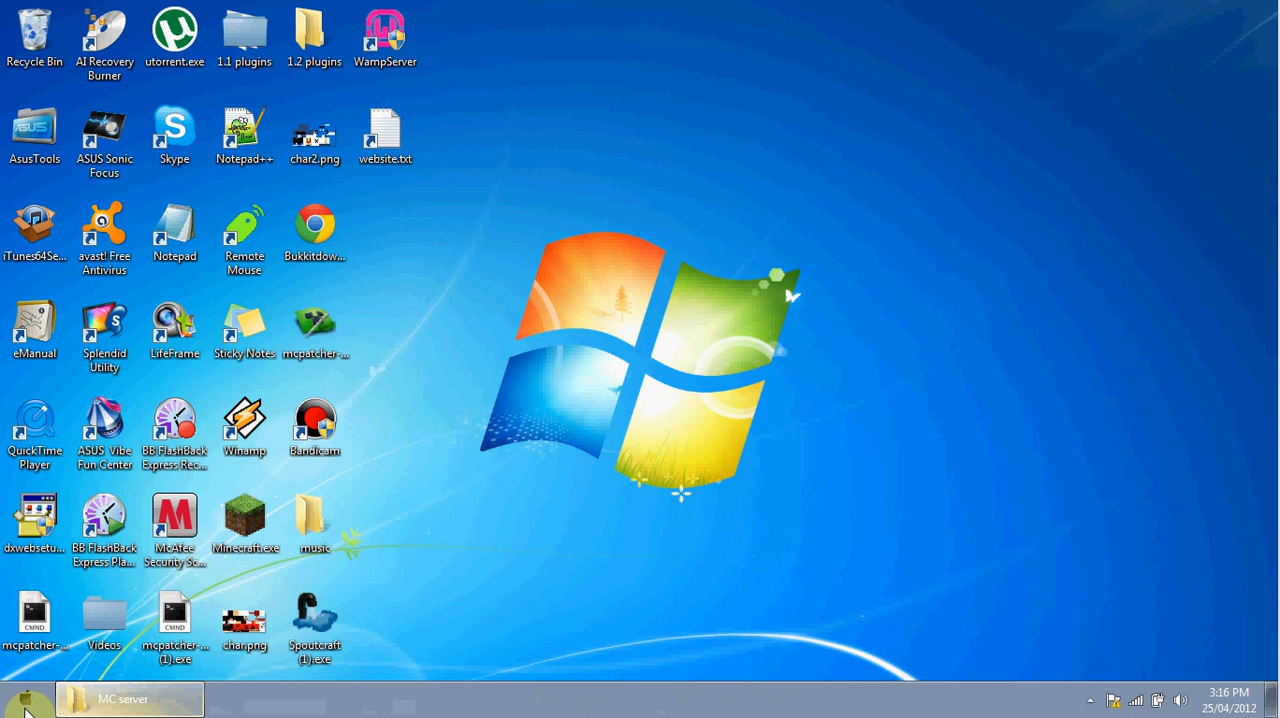 Recycle Bin
AI Recovery
Burner
utorrent.exe
1.1 plugins
1.2 plugins
WampServer
ASUS
AsusTools
ASUS Sonic
Focus
Skype
Notepad++
char2.png
website.txt
iTunes64Se...
avast! Free
Antivirus
Notepad
Remote
Mouse
Bukkitdow...
eManual
Splendid
Utility
LifeFrame
Sticky Notes
mcpatcher-...
QuickTime
Player
ASUS Vibe
Fun Center
BB FlashBack
Express Rec...
Winamp
Bandicam
dxwebsetu...
BB FlashBack
Express Pla...
McAfee
Security Sc...
Minecraft.exe
music
CMND
mcpatcher-...
Videos
CMND
mcpatcher-...
(1).exe
char.png
Spoutcraft
(1).exe
MC server
3:16 PM
25/04/2012